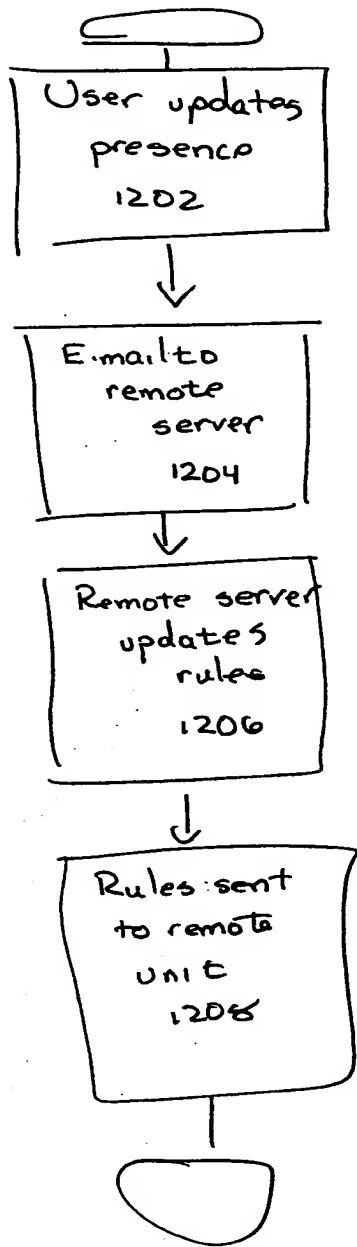 User updates
presence
1202
E.mail to
remote
server
1204
Remote server
updates
rules
1206
Rules sent
to remote
unit
1208